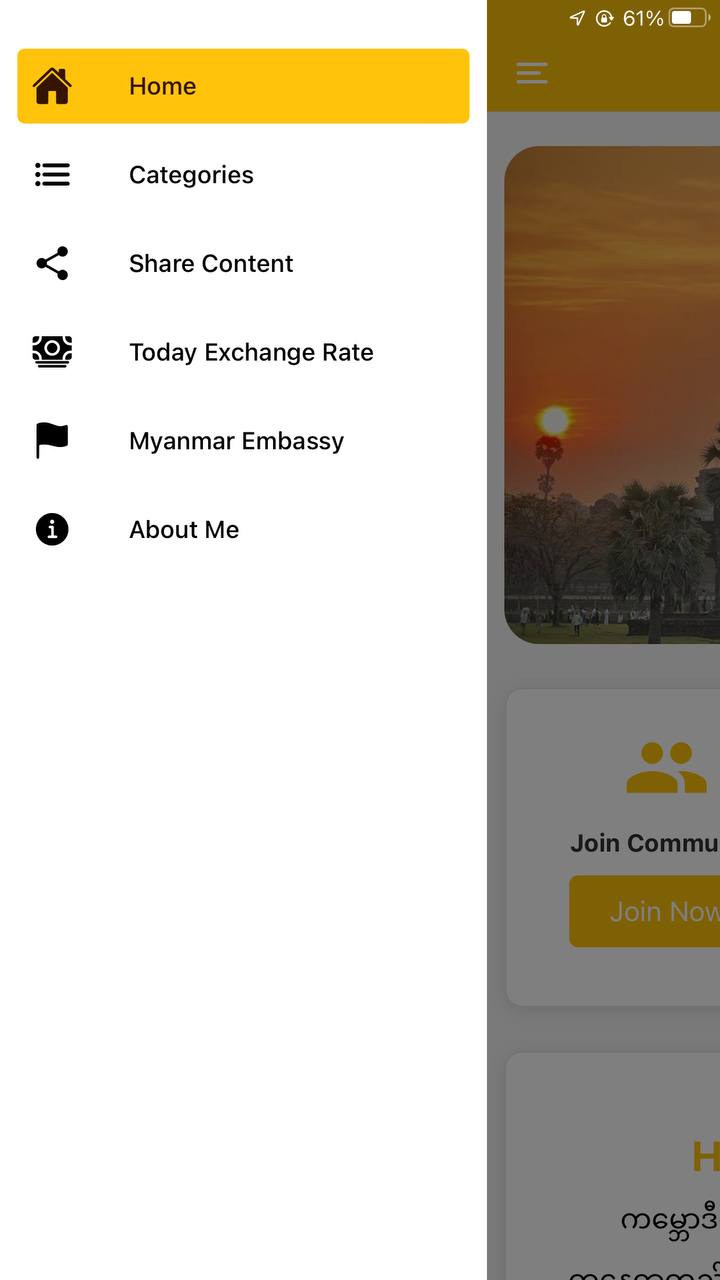 61%
Home
Categories
Share Content
Today Exchange Rate
Myanmar Embassy
About Me
Join Commu
Join Now
H
ကမ္ဘောဒီ